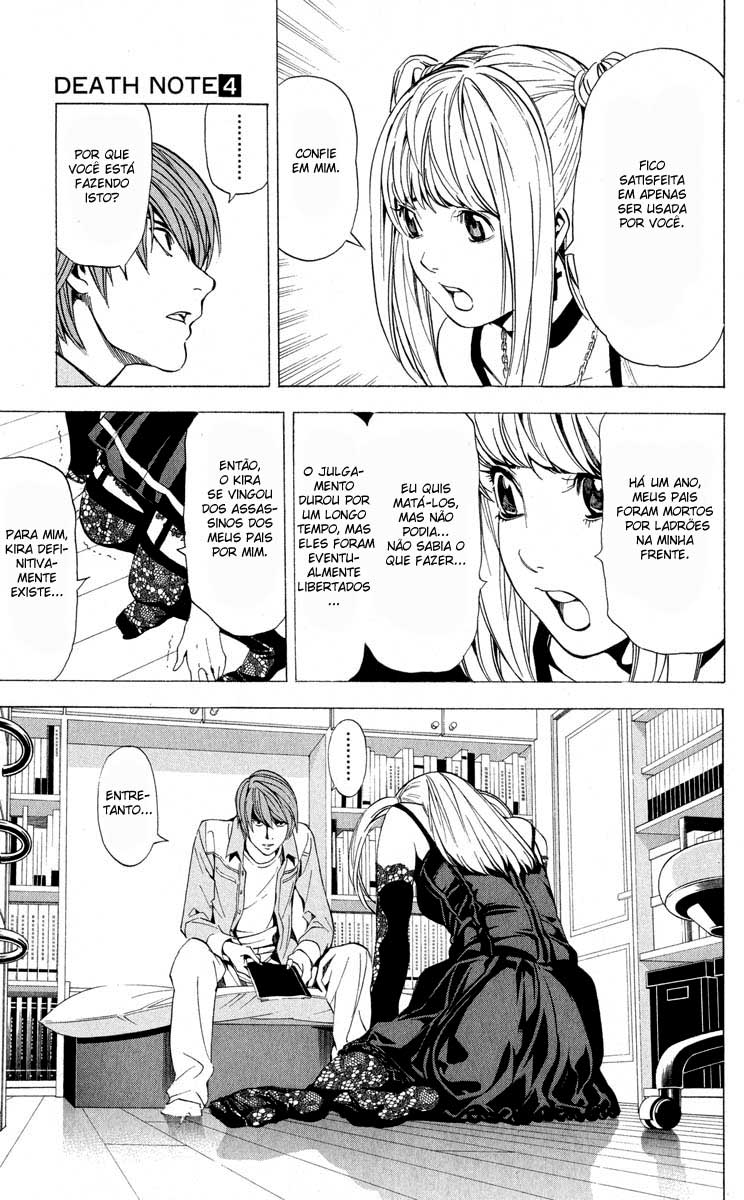 DEATH NOTE 4
FICO
SATISFEITA
EM APENAS
SER USADA
POR VOCÊ.
CONFIE
EM MIM.
........
POR QUE
VOCÊ ESTÁ
FAZENDO
ISTO?
HÁ UM ANO,
MEUS PAIS
FORAM MORTOS
POR LADRÕES
NA MINHA
FRENTE.
EU QUIS
MATÁ-LOS,
MAS NÃO
PODIA...
NÃO SABIA O
QUE FAZER...
O JULGA-
MENTO
DUROU POR
UM LONGO
TEMPO, MAS
ELES FORAM
EVENTU-
ALMENTE
LIBERTADOS
...
ENTÃO,
O KIRA
SE VINGOU
DOS ASSAS-
SINOS DOS
MEUS PAIS
POR MIM.
PARA MIM,
KIRA DEFI-
NITIVA-
MENTE
EXISTE...
........
ENTRE-
TANTO...